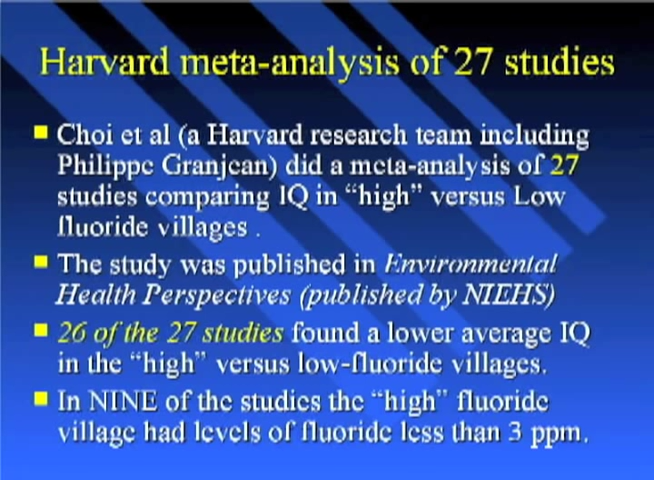 Harvard meta-analysis of 27 studies
Choi et al (a Harvard research team including
Philippe Granjean) did a meta-analysis of 27
studies comparing IQ in “high” versus Low
fluoride villages .
The study was published in Environmental
Health Perspectives (published by NIEHS)
26 of the 27 studies found a lower average IQ
in the “high” versus low-fluoride villages.
In NINE of the studies the “high” fluoride
village had levels of fluoride less than 3 ppm.